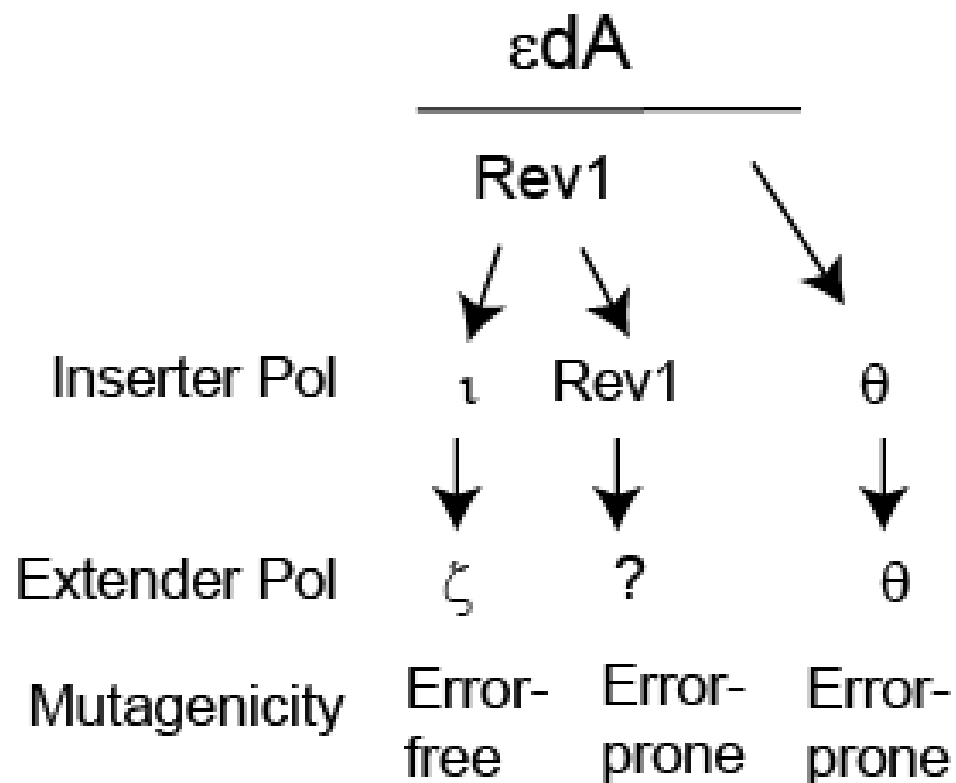 εdA
Rev1
Inserter Pol ι Rev1 θ
Extender Pol ζ ? θ
Mutagenicity Error-free Error-prone Error-prone